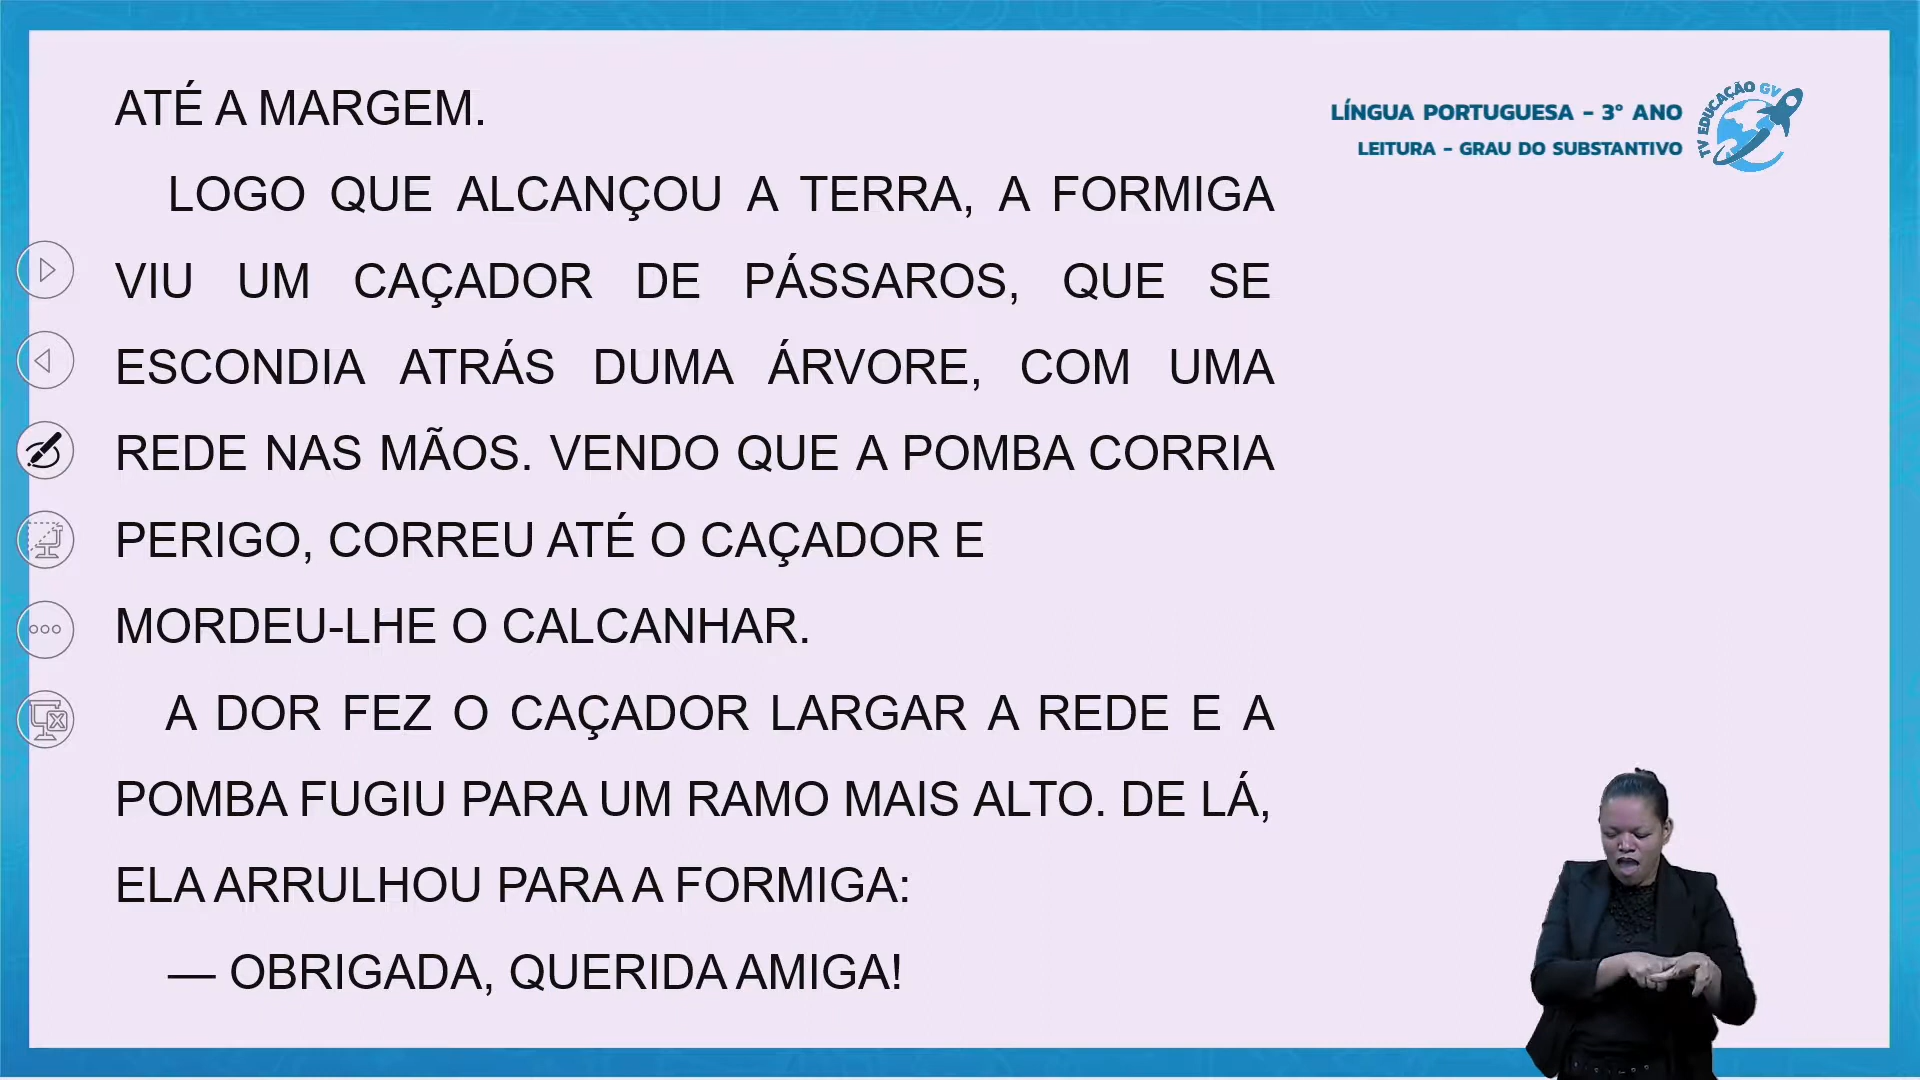 ATÉ A MARGEM.
LOGO QUE ALCANÇOU A TERRA, A FORMIGA
VIU UM CAÇADOR DE PÁSSAROS, QUE SE
ESCONDIA ATRÁS DUMA ÁRVORE, COM UMA
REDE NAS MÃOS. VENDO QUE A POMBA CORRIA
PERIGO, CORREU ATÉ O CAÇADOR E
MORDEU-LHE O CALCANHAR.
A DOR FEZ O CAÇADOR LARGAR A REDE E A
POMBA FUGIU PARA UM RAMO MAIS ALTO. DE LÁ,
ELA ARRULHOU PARA A FORMIGA:
— OBRIGADA, QUERIDA AMIGA!
LÍNGUA PORTUGUESA - 3° ANO
LEITURA - GRAU DO SUBSTANTIVO
TV EDUCAÇÃO GV